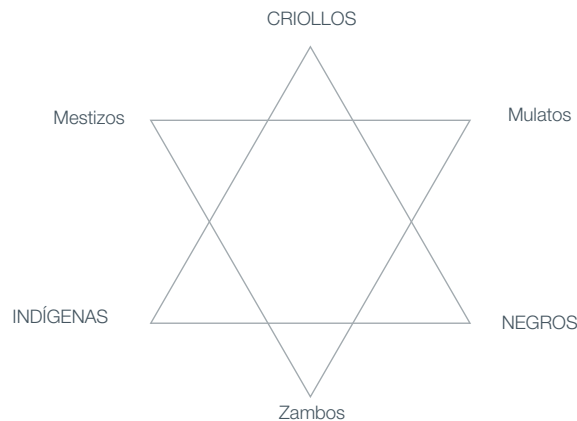 CRIOLLOS
Mestizos
Mulatos
INDÍGENAS
NEGROS
Zambos